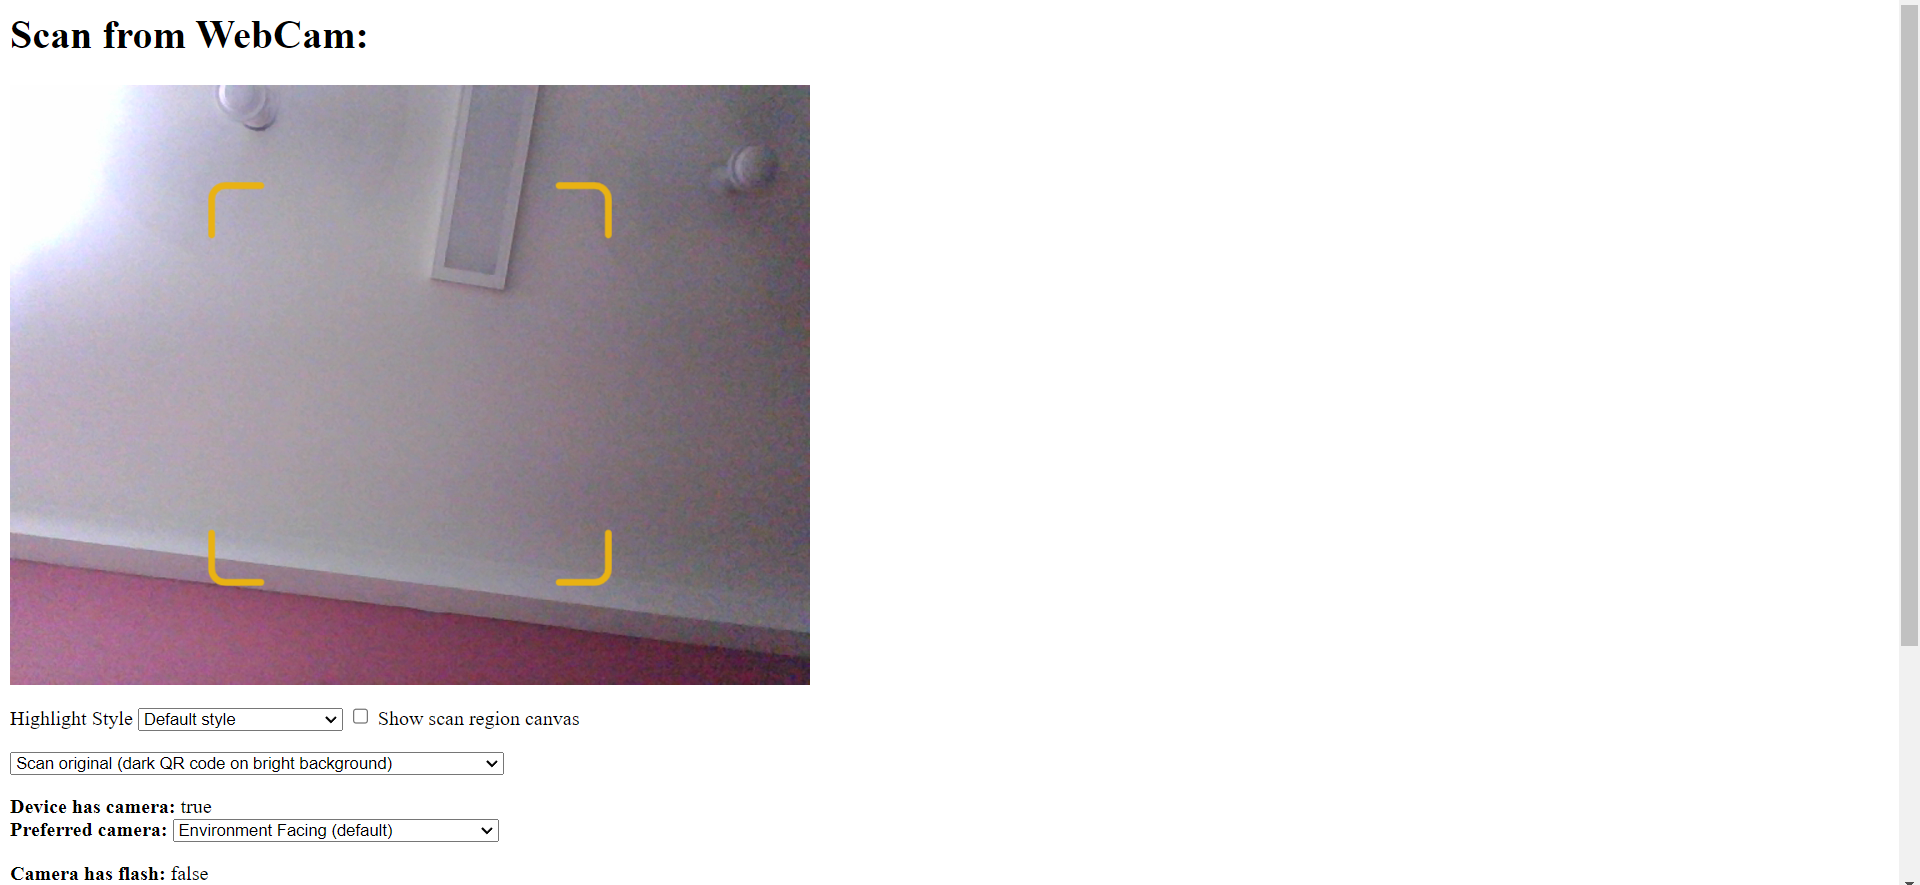 Scan from WebCam:
Highlight Style Default style Show scan region canvas
Scan original (dark QR code on bright background)
Device has camera: true
Preferred camera: Environment Facing (default)
Camera has flash: false